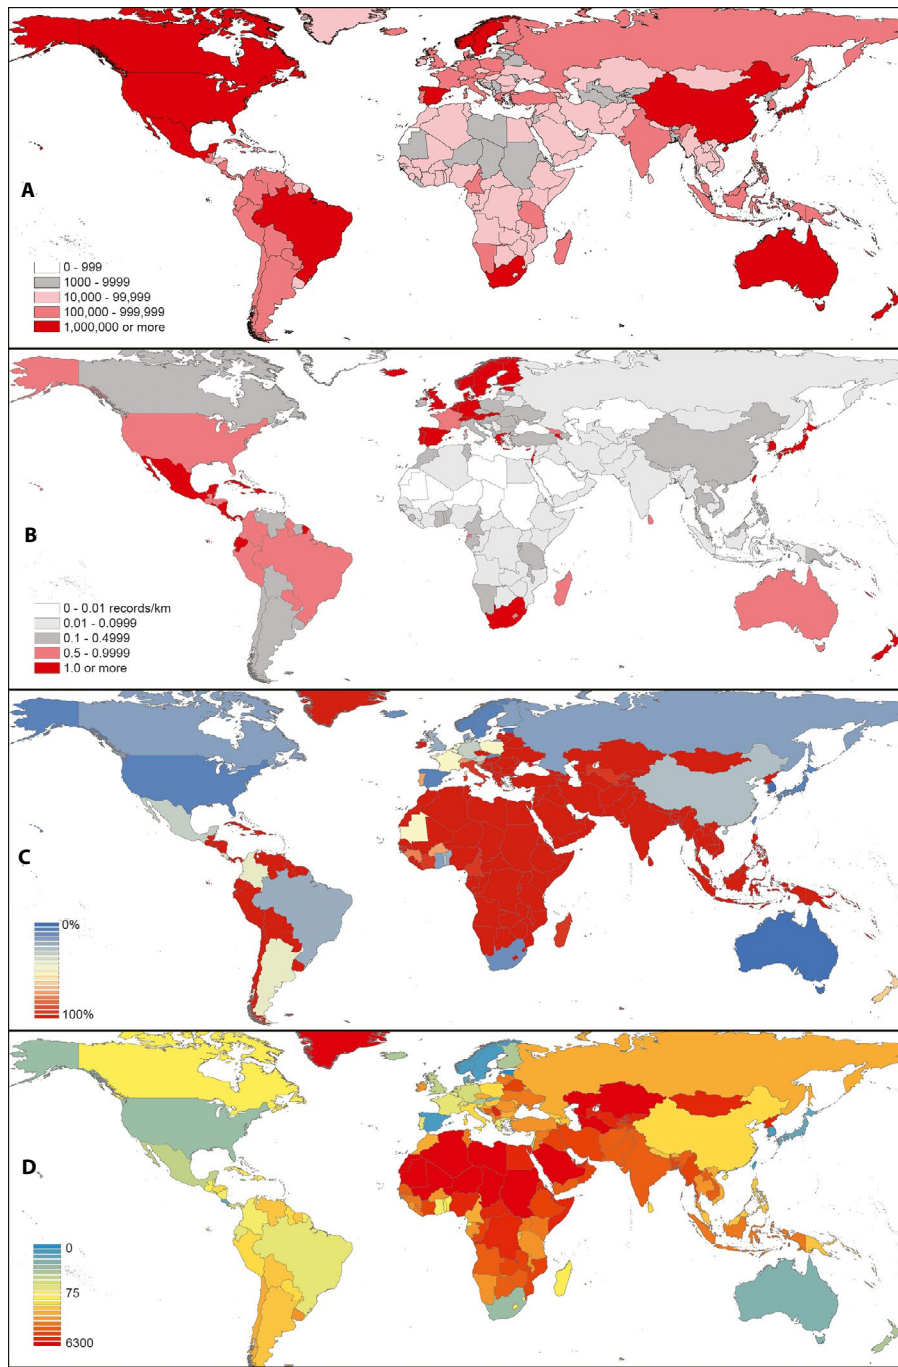 A
0 - 999
1000 - 9999
10,000 - 99,999
100,000 - 999,999
1,000,000 or more
B
0 - 0.01 records/km
0.01 - 0.0999
0.1 - 0.4999
0.5 - 0.9999
1.0 or more
C
0%
100%
D
0
75
6300